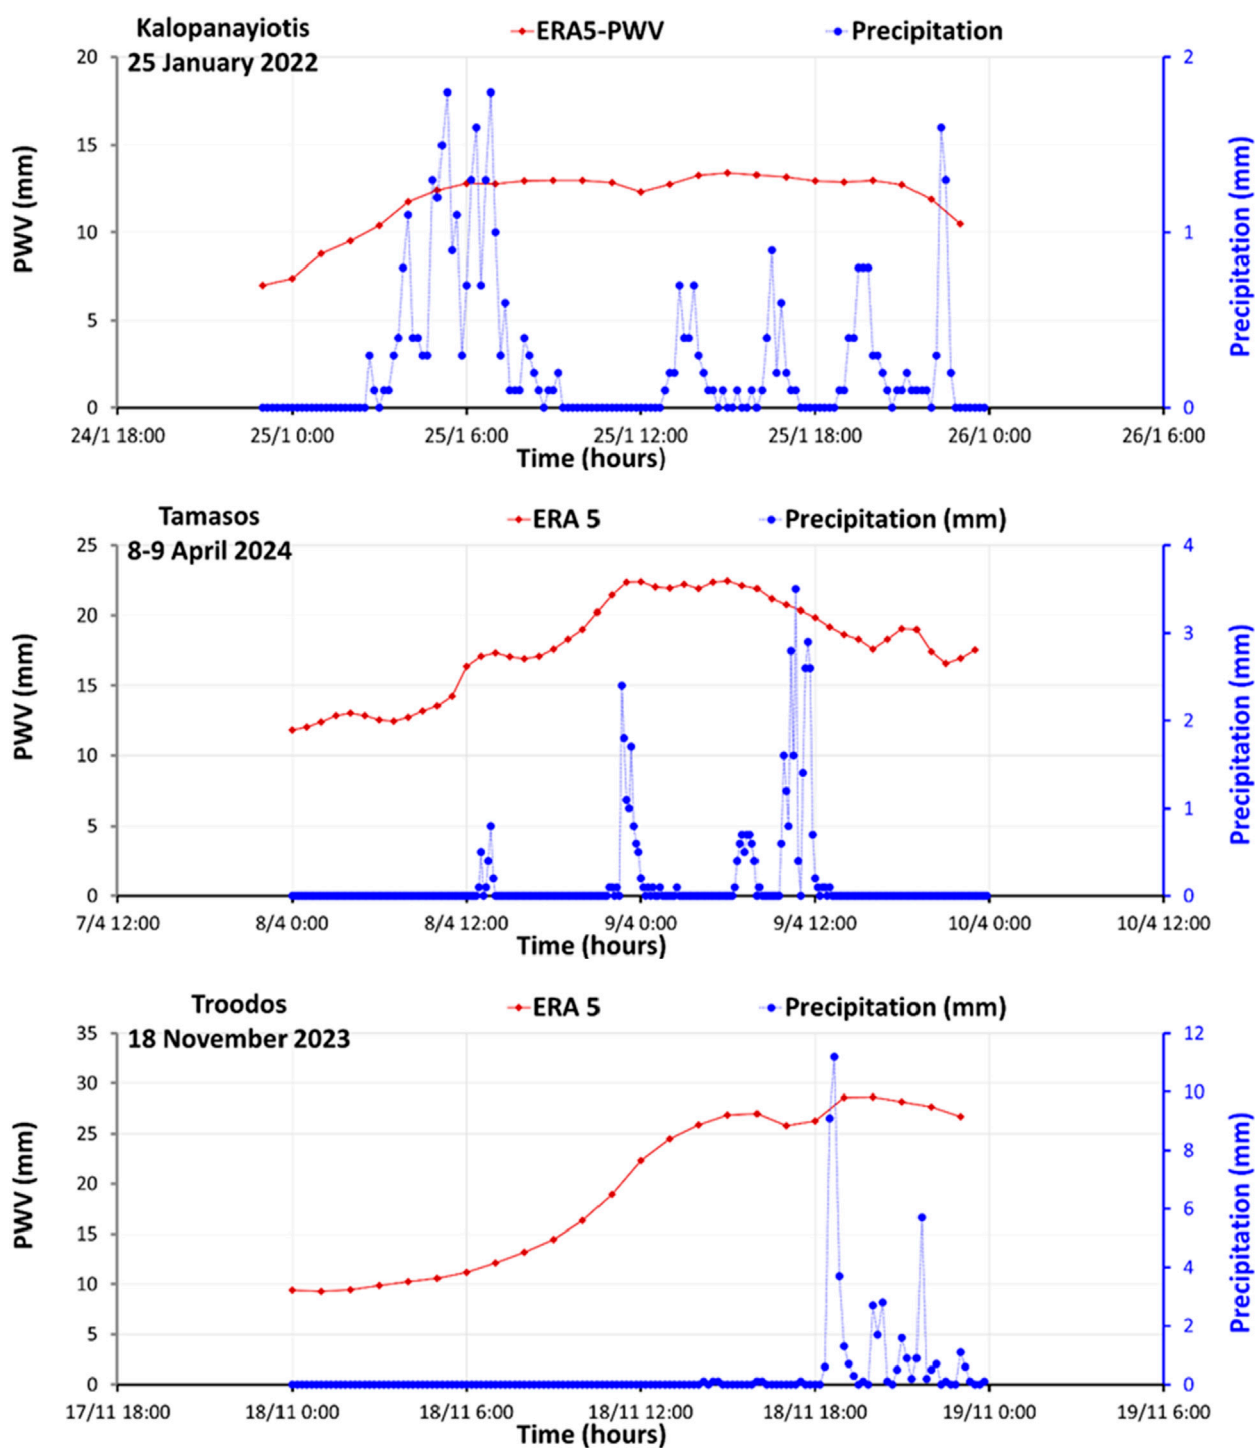 Kalopanayiotis
25 January 2022
ERA5-PWV
Precipitation
PWV (mm)
20
15
10
5
0
2
1
0
Precipitation (mm)
24/1 18:00 25/1 0:00 25/1 6:00 25/1 12:00 25/1 18:00 26/1 0:00 26/1 6:00
Time (hours)
Tamasos
8-9 April 2024
ERA 5
Precipitation (mm)
PWV (mm)
25
20
15
10
5
0
4
3
2
1
0
Precipitation (mm)
7/4 12:00 8/4 0:00 8/4 12:00 9/4 0:00 9/4 12:00 10/4 0:00 10/4 12:00
Time (hours)
Troodos
18 November 2023
ERA 5
Precipitation (mm)
PWV (mm)
35
30
25
20
15
10
5
0
12
10
8
6
4
2
0
Precipitation (mm)
17/11 18:00 18/11 0:00 18/11 6:00 18/11 12:00 18/11 18:00 19/11 0:00 19/11 6:00
Time (hours)